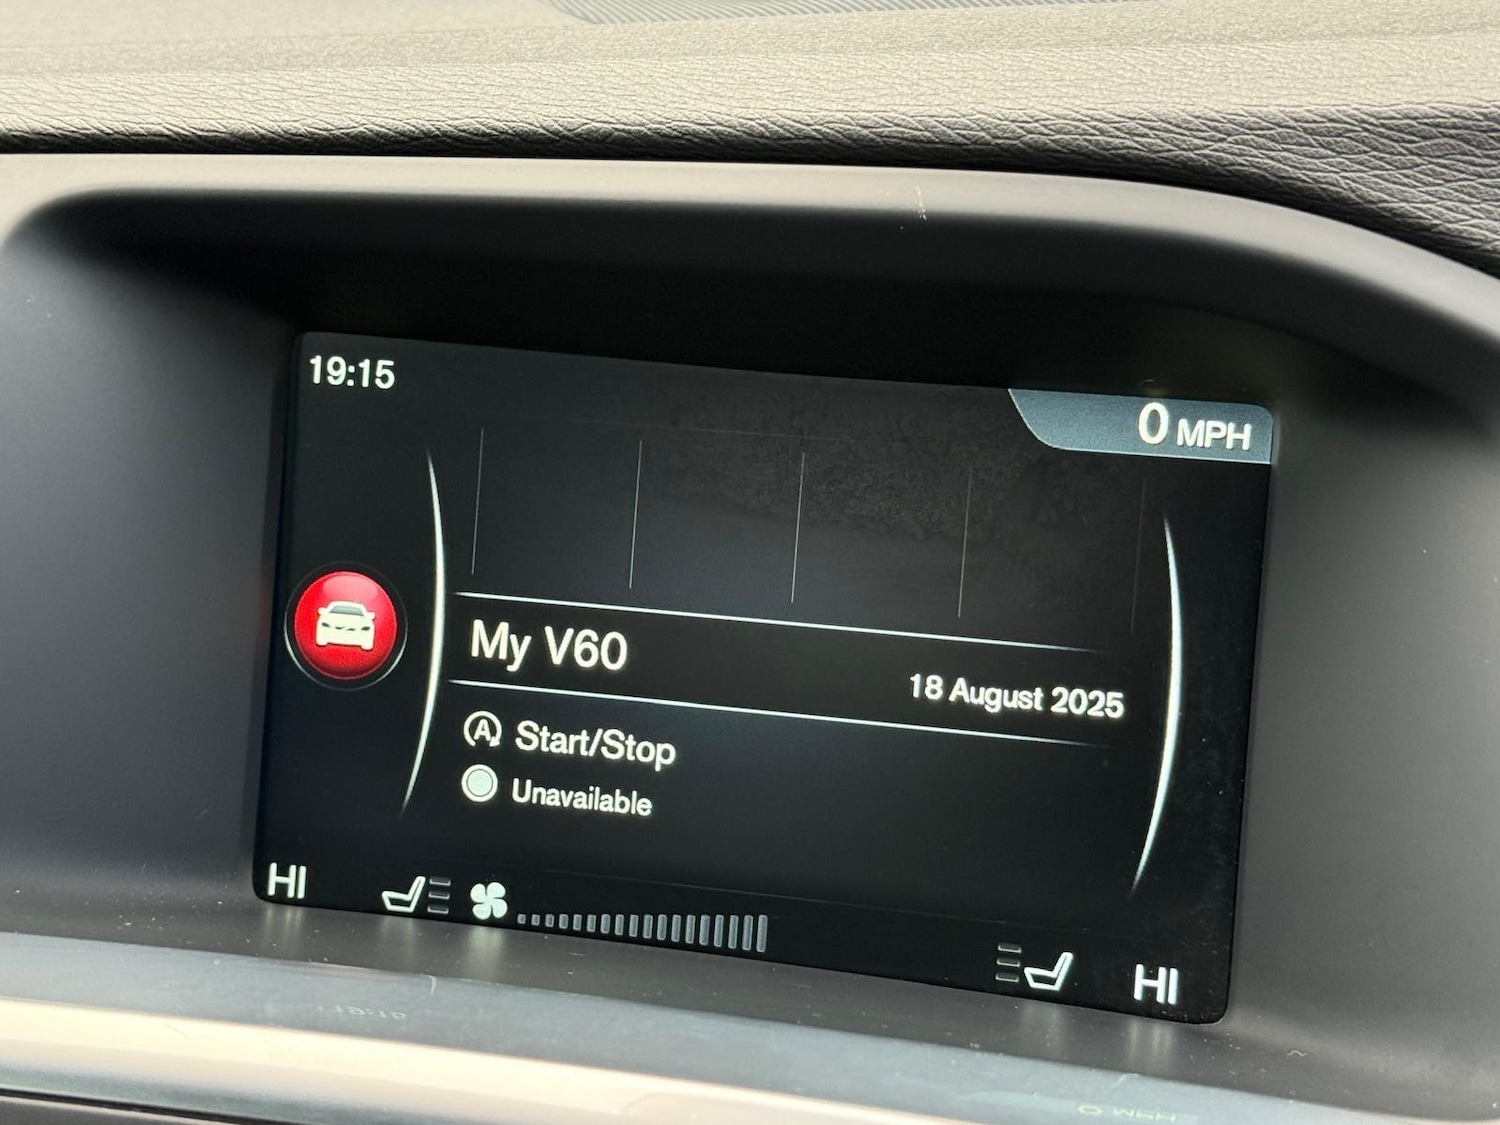 19:15
0 MPH
My V60
18 August 2025
A Start/Stop
Unavailable
HI
HI